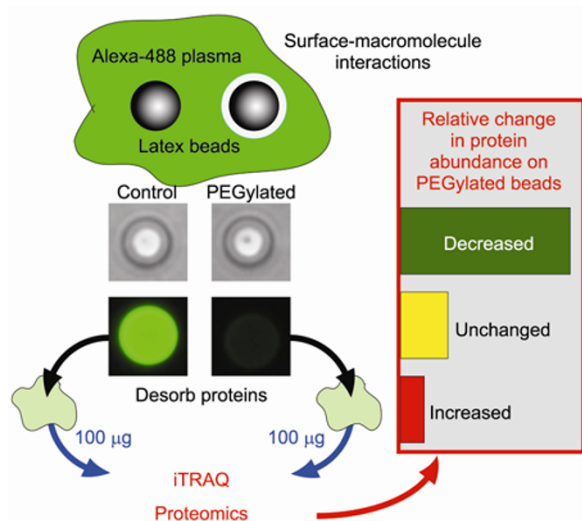 Alexa-488 plasma
Surface-macromolecule
interactions
Latex beads
Control
PEGylated
Desorb proteins
100 µg
100 µg
iTRAQ
Proteomics
Relative change
in protein
abundance on
PEGylated beads
Decreased
Unchanged
Increased